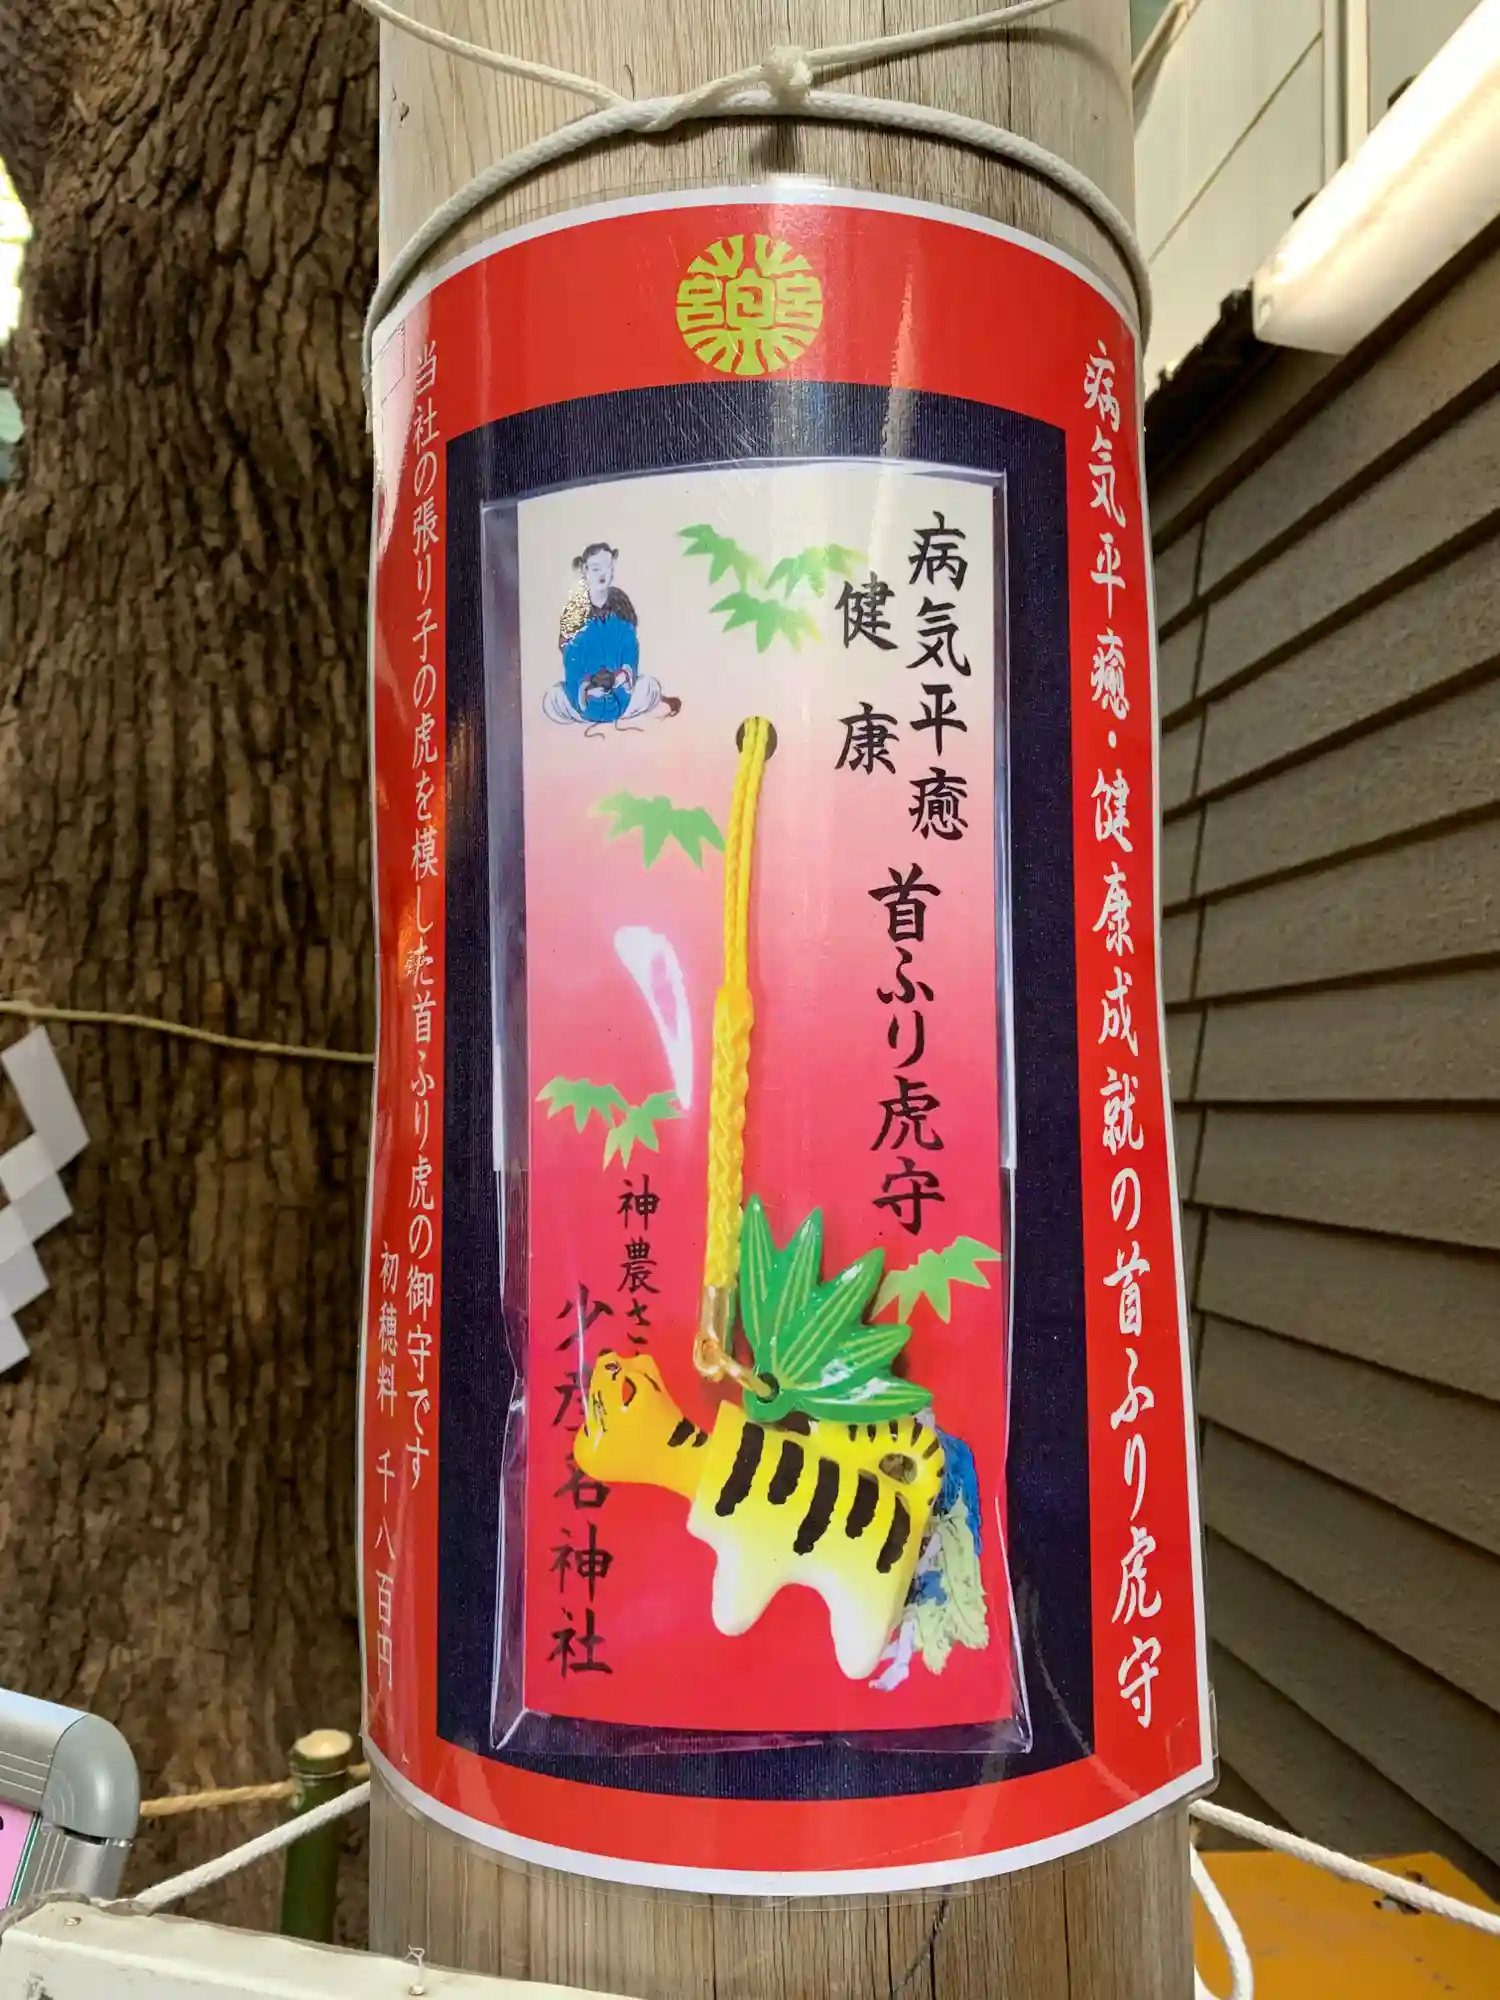 薬
病気平癒・健康成就の首ふり虎守
病気平癒
健康
首ふり虎守
神農さ
少彦名神社
当社の張り子の虎を模した首ふり虎の御守です
初穂料 千八百円